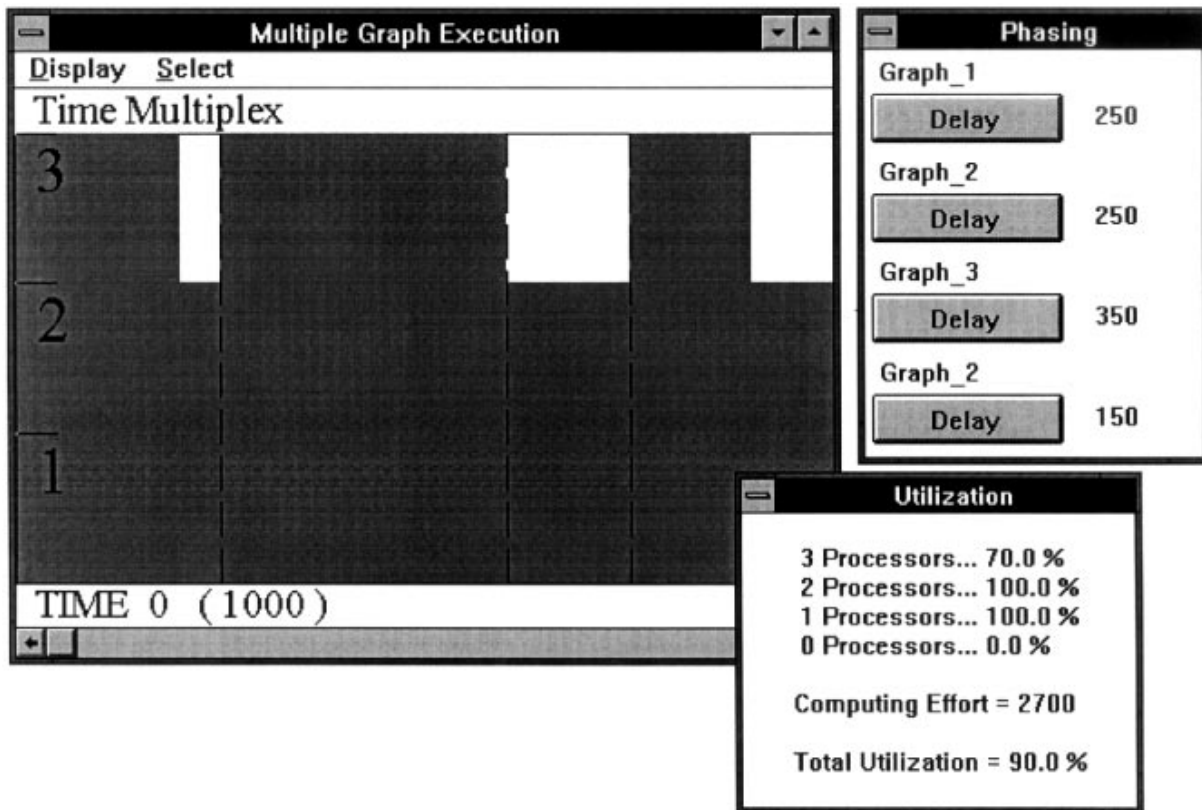 Multiple Graph Execution
Display Select
Time Multiplex
3
2
1
TIME 0 (1000)
Phasing
Graph_1
Delay 250
Graph_2
Delay 250
Graph_3
Delay 350
Graph_2
Delay 150
Utilization
3 Processors... 70.0 %
2 Processors... 100.0 %
1 Processors... 100.0 %
0 Processors... 0.0 %
Computing Effort = 2700
Total Utilization = 90.0 %